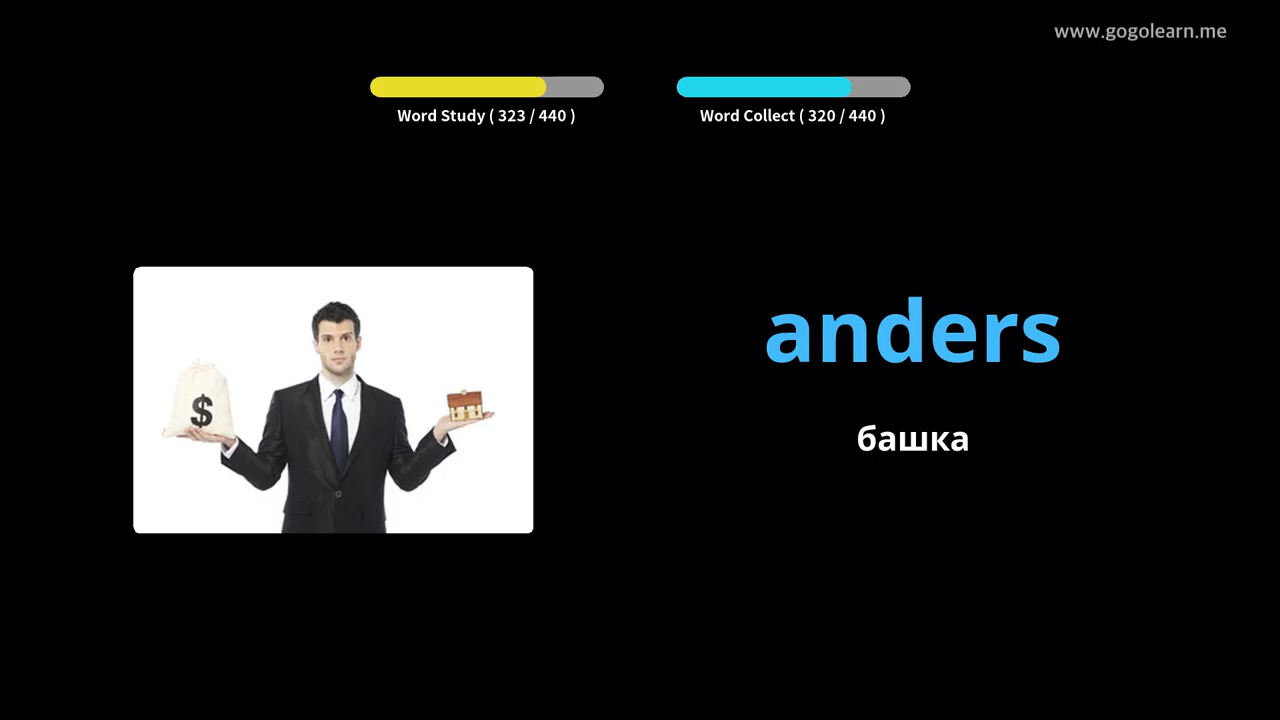 www.gogolearn.me
Word Study ( 323 / 440 )
Word Collect ( 320 / 440 )
$
anders
башка